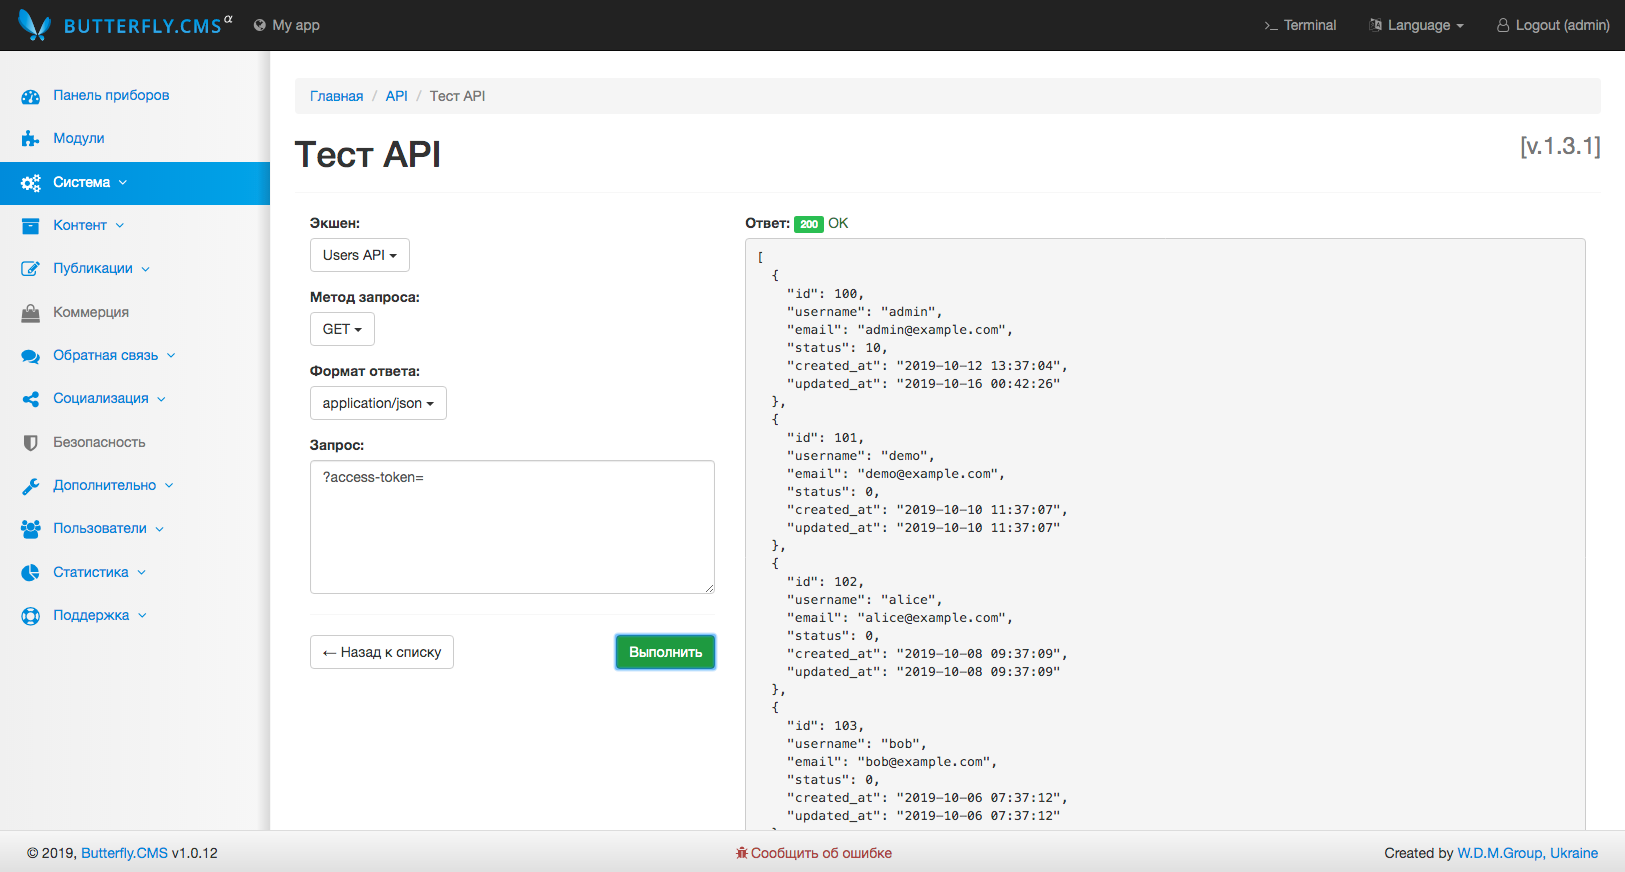 BUTTERFLY.CMS α My app Terminal Language Logout (admin)
Панель приборов
Модули
Система
Контент
Публикации
Коммерция
Обратная связь
Социализация
Безопасность
Дополнительно
Пользователи
Статистика
Поддержка
Главная / API / Тест API
Тест API [v.1.3.1]
Экшен:
Users API
Метод запроса:
GET
Формат ответа:
application/json
Запрос:
?access-token=
← Назад к списку Выполнить
Ответ: 200 OK
[
{
"id": 100,
"username": "admin",
"email": "admin@example.com",
"status": 10,
"created_at": "2019-10-12 13:37:04",
"updated_at": "2019-10-16 00:42:26"
},
{
"id": 101,
"username": "demo",
"email": "demo@example.com",
"status": 0,
"created_at": "2019-10-10 11:37:07",
"updated_at": "2019-10-10 11:37:07"
},
{
"id": 102,
"username": "alice",
"email": "alice@example.com",
"status": 0,
"created_at": "2019-10-08 09:37:09",
"updated_at": "2019-10-08 09:37:09"
},
{
"id": 103,
"username": "bob",
"email": "bob@example.com",
"status": 0,
"created_at": "2019-10-06 07:37:12",
"updated_at": "2019-10-06 07:37:12"
© 2019, Butterfly.CMS v1.0.12 Сообщить об ошибке Created by W.D.M.Group, Ukraine